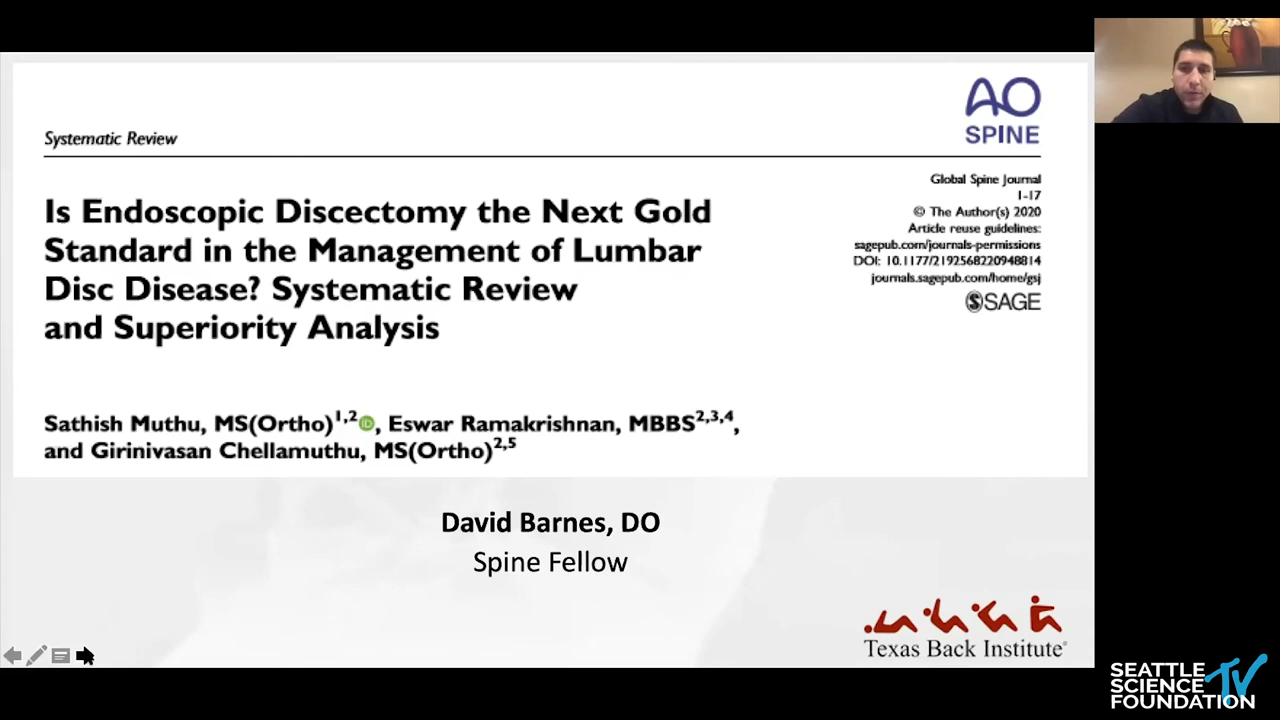 AO
SPINE
Systematic Review
Global Spine Journal
1-17
© The Author(s) 2020
Article reuse guidelines:
sagepub.com/journals-permissions
DOI: 10.1177/2192568220948814
journals.sagepub.com/home/gsj
SAGE
Is Endoscopic Discectomy the Next Gold
Standard in the Management of Lumbar
Disc Disease? Systematic Review
and Superiority Analysis
Sathish Muthu, MS(Ortho)1,2 iD, Eswar Ramakrishnan, MBBS2,3,4,
and Girinivasan Chellamuthu, MS(Ortho)2,5
David Barnes, DO
Spine Fellow
Texas Back Institute®
SEATTLE
SCIENCE TV
FOUNDATION